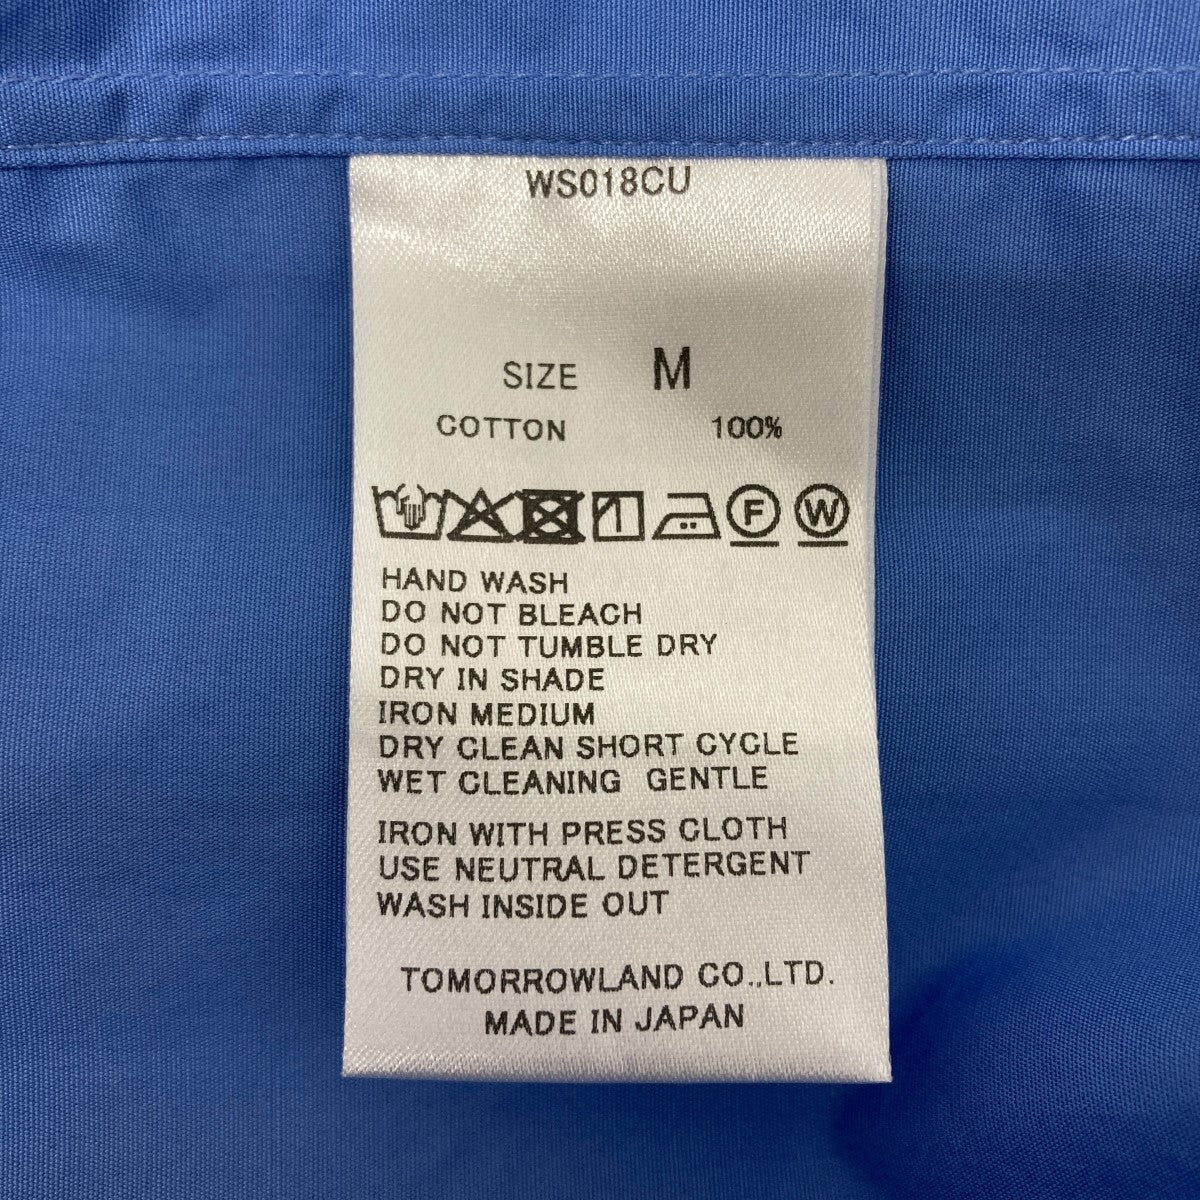 WS018CU
SIZE M
COTTON 100%
F W
HAND WASH
DO NOT BLEACH
DO NOT TUMBLE DRY
DRY IN SHADE
IRON MEDIUM
DRY CLEAN SHORT CYCLE
WET CLEANING GENTLE
IRON WITH PRESS CLOTH
USE NEUTRAL DETERGENT
WASH INSIDE OUT
TOMORROWLAND CO.,LTD.
MADE IN JAPAN